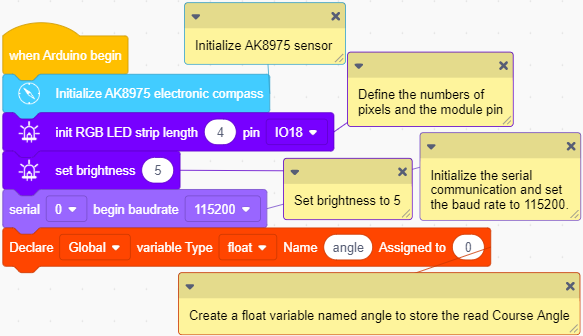 Initialize AK8975 sensor
when Arduino begin
Initialize AK8975 electronic compass
Define the numbers of
pixels and the module pin
init RGB LED strip length 4 pin IO18
set brightness 5
Initialize the serial
communication and set
the baud rate to 115200.
Set brightness to 5
serial 0 begin baudrate 115200
Declare Global variable Type float Name angle Assigned to 0
Create a float variable named angle to store the read Course Angle